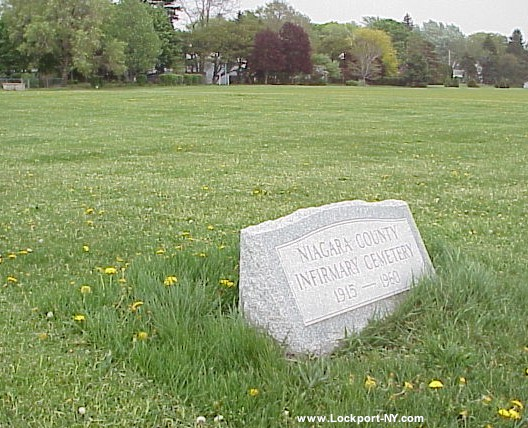 NIAGARA COUNTY
INFIRMARY CEMETERY
1915 — 1960
www.Lockport-NY.com